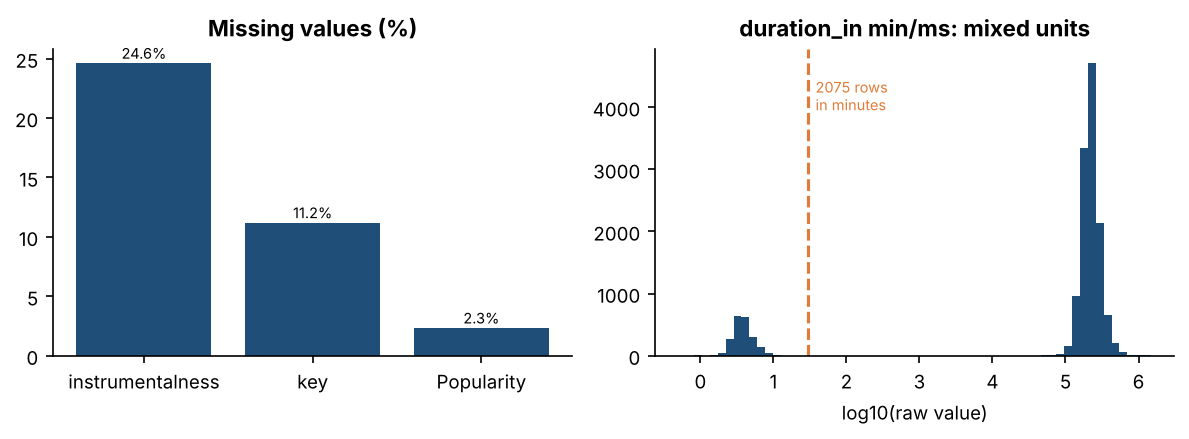 Missing values (%)
25
20
15
10
5
0
24.6%
11.2%
2.3%
instrumentalness
key
Popularity
duration_in min/ms: mixed units
4000
3000
2000
1000
0
2075 rows
in minutes
0 1 2 3 4 5 6
log10(raw value)